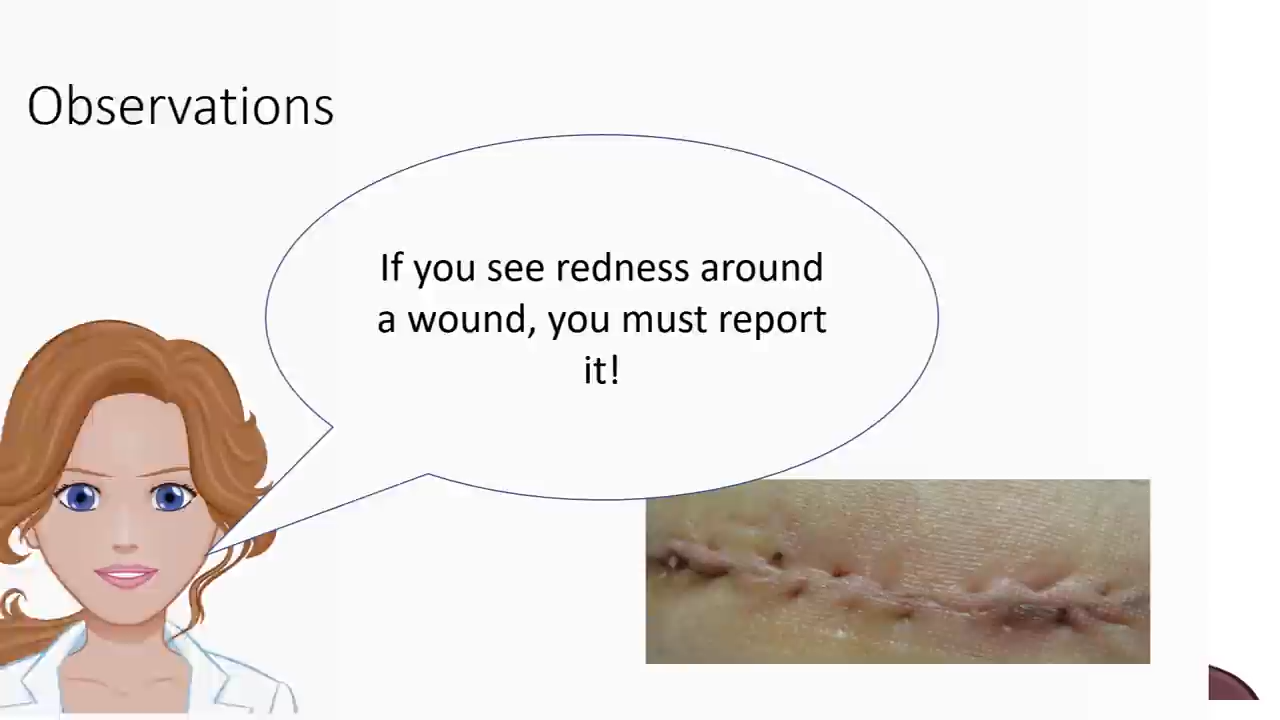 Observations
If you see redness around
a wound, you must report
it!